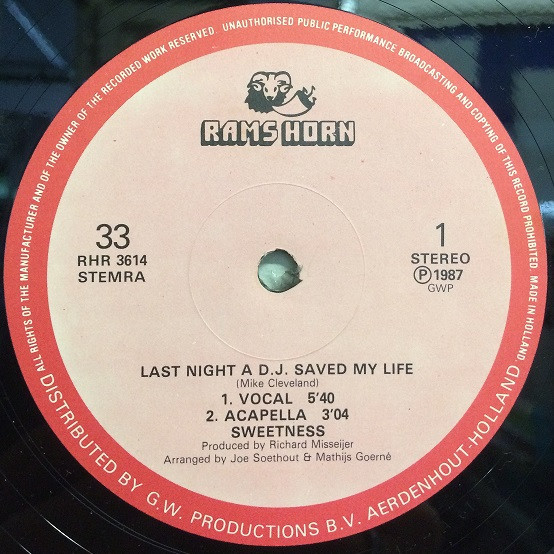 ALL RIGHTS OF THE MANUFACTURER AND OF THE OWNER OF THE RECORDED WORK RESERVED. UNAUTHORISED PUBLIC PERFORMANCE BROADCASTING AND COPYING OF THIS RECORD PROHIBITED. MADE IN HOLLAND.
RAMS HORN
33
RHR 3614
STEMRA
1
STEREO
Ⓟ 1987
GWP
LAST NIGHT A D.J. SAVED MY LIFE
(Mike Cleveland)
1. VOCAL 5'40
2. ACAPELLA 3'04
SWEETNESS
Produced by Richard Misseijer
Arranged by Joe Soethout & Mathijs Goerné
DISTRIBUTED BY G.W. PRODUCTIONS B.V. AERDENHOUT-HOLLAND